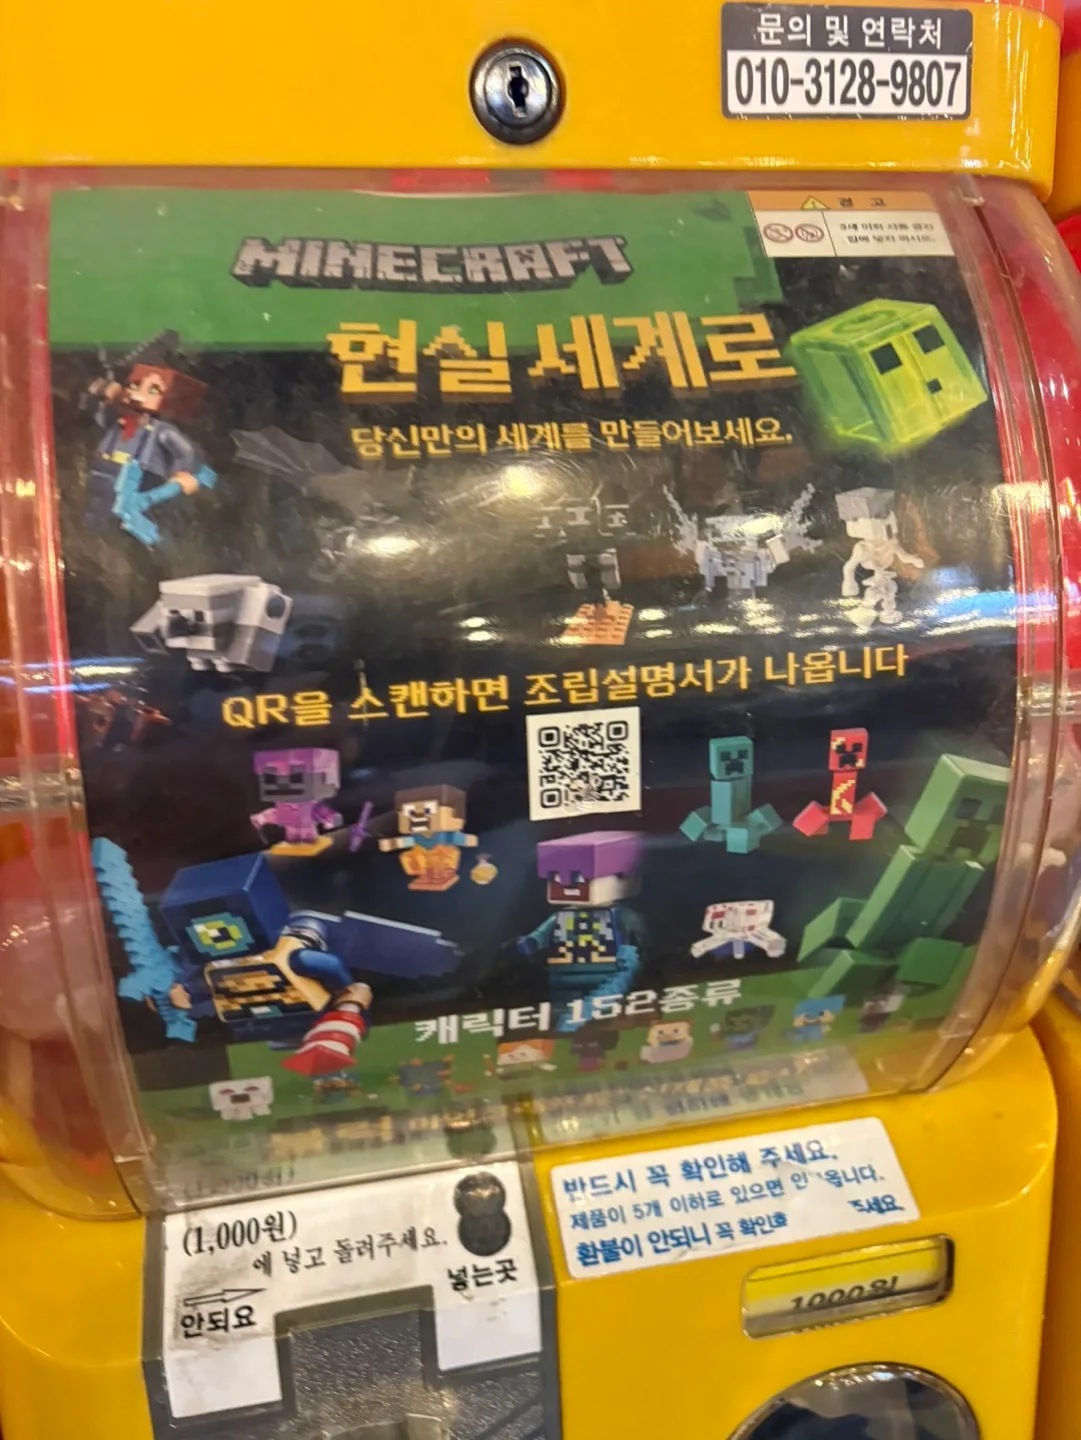 문의 및 연락처
010-3128-9807
경 고
MINECRAFT
현실 세계로
당신만의 세계를 만들어보세요.
QR을 스캔하면 조립설명서가 나옵니다
캐릭터 152종류
(1,000원)
에 넣고 돌려주세요.
넣는곳
안되요
반드시 꼭 확인해 주세요.
제품이 5개 이하로 있으면
주세요.
환불이 안되니 꼭 확인
1000원